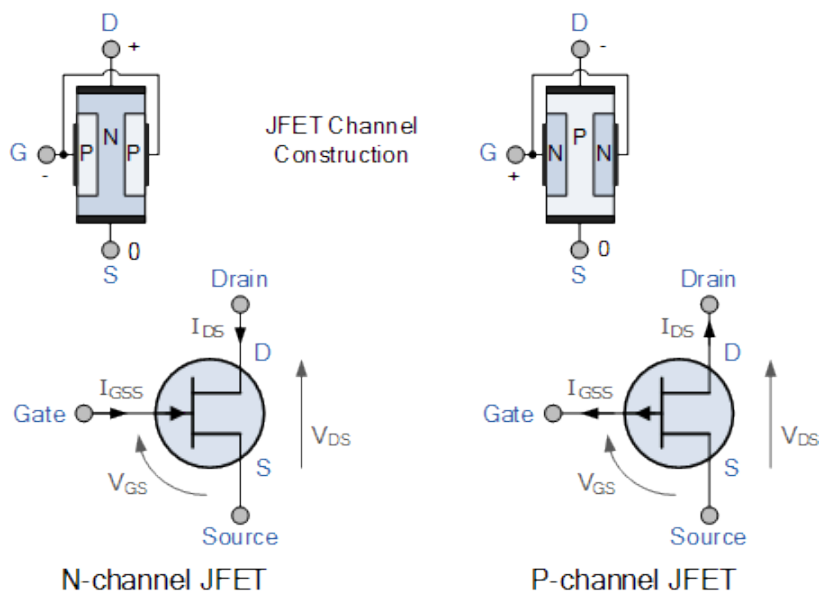 D
+
N
P
P
G
-
0
S
JFET Channel
Construction
D
-
P
N
N
G
+
0
S
Drain
IDS
D
IGSS
Gate
VDS
S
VGS
Source
N-channel JFET
Drain
IDS
D
IGSS
Gate
VDS
S
VGS
Source
P-channel JFET